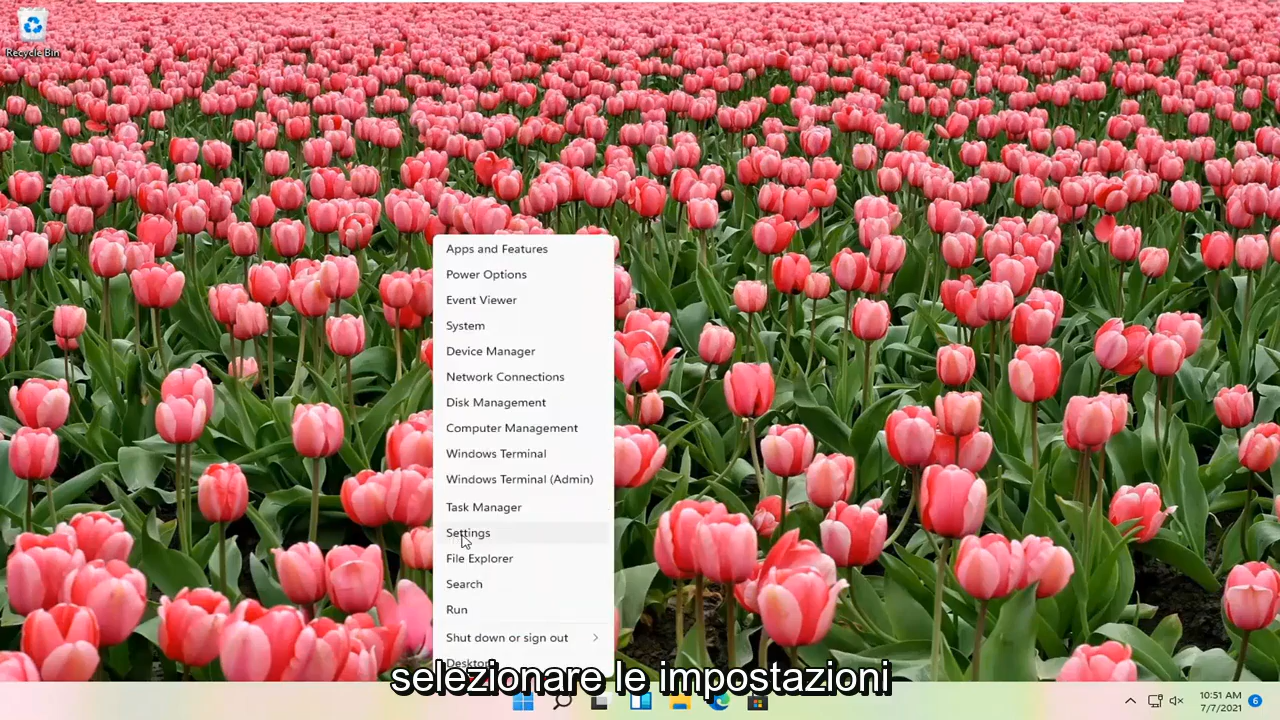 Recycle Bin
Apps and Features
Power Options
Event Viewer
System
Device Manager
Network Connections
Disk Management
Computer Management
Windows Terminal
Windows Terminal (Admin)
Task Manager
Settings
File Explorer
Search
Run
Shut down or sign out
Desktop
selezionare le impostazioni
10:51 AM
7/7/2021
6